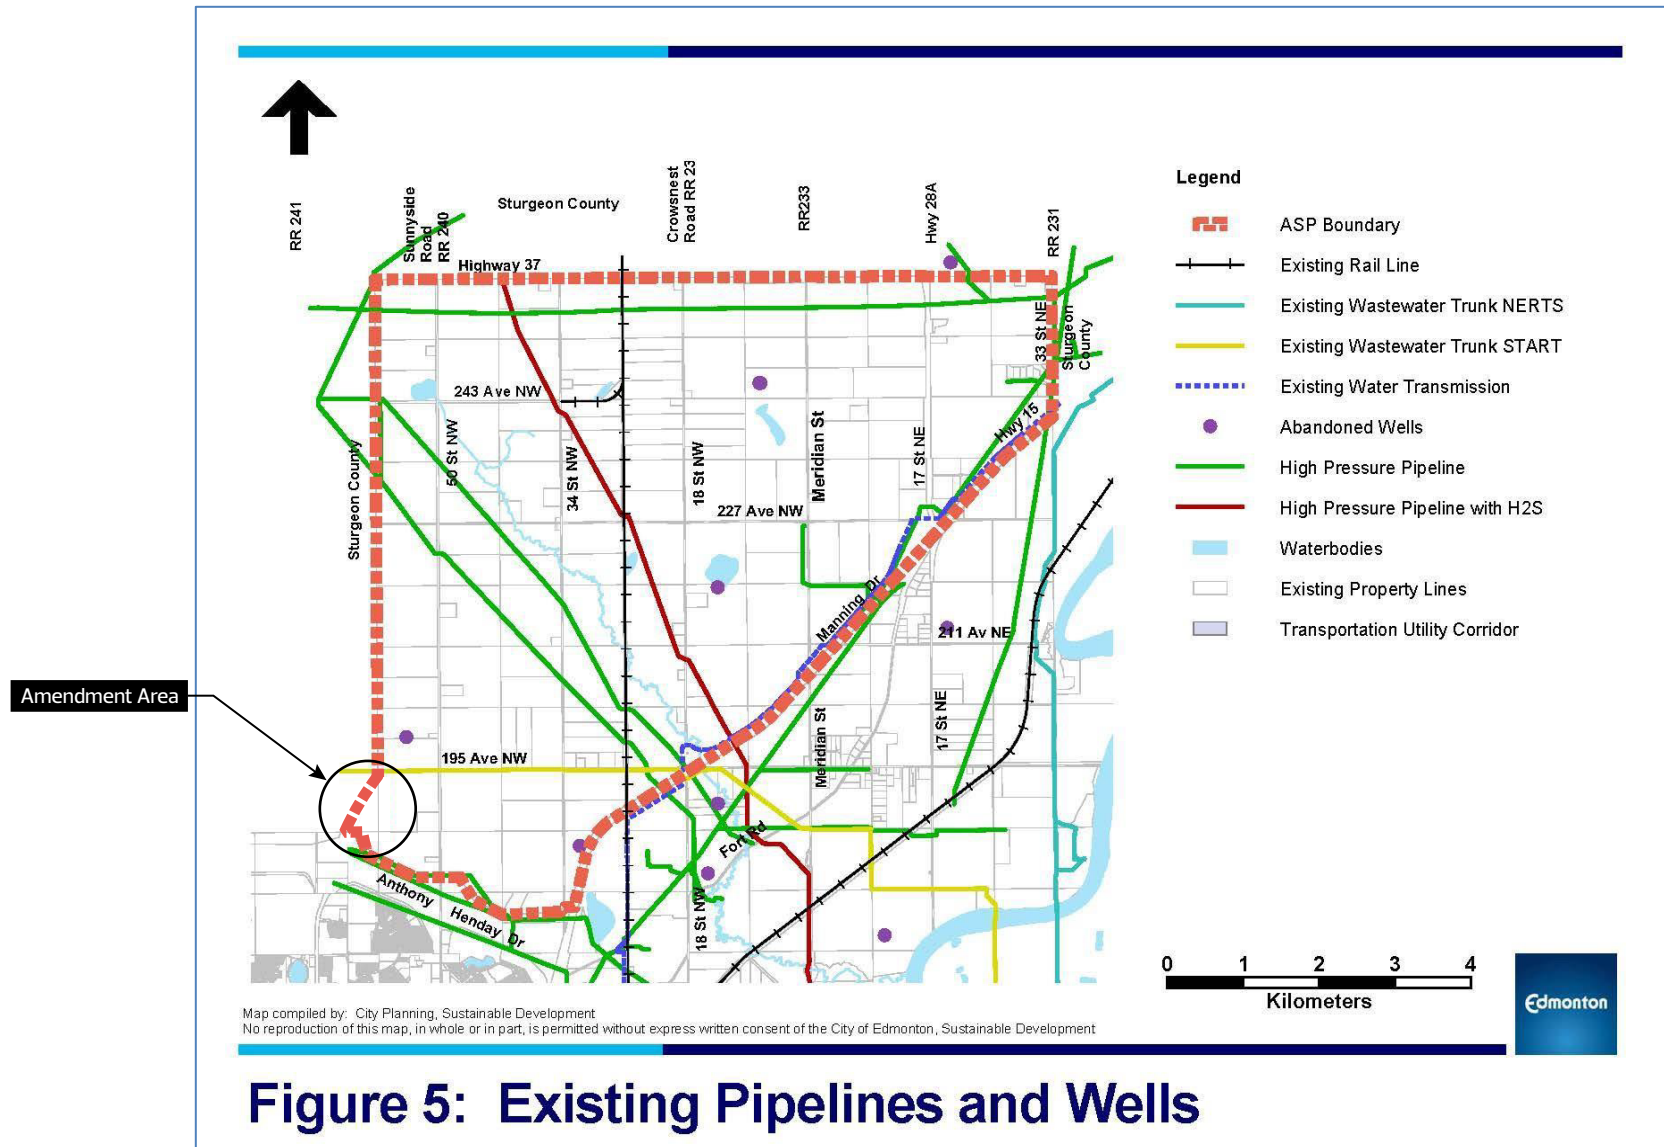 RR 241
Sunnyside
Road
RR 240
Sturgeon County
Crowsnest
Road RR 23
RR233
Hwy 28A
RR 231
Highway 37
33 St NE
Sturgeon
County
243 Ave NW
Hwy 15
Sturgeon County
50 St NW
34 St NW
18 St NW
Meridian St
17 St NE
227 Ave NW
Manning Dr
211 Av NE
Amendment Area
195 Ave NW
Meridian St
17 St NE
Fort Rd
Anthony Henday Dr
18 St NW
Legend
ASP Boundary
Existing Rail Line
Existing Wastewater Trunk NERTS
Existing Wastewater Trunk START
Existing Water Transmission
Abandoned Wells
High Pressure Pipeline
High Pressure Pipeline with H2S
Waterbodies
Existing Property Lines
Transportation Utility Corridor
0 1 2 3 4
Kilometers
Edmonton
Map compiled by: City Planning, Sustainable Development
No reproduction of this map, in whole or in part, is permitted without express written consent of the City of Edmonton, Sustainable Development
Figure 5: Existing Pipelines and Wells